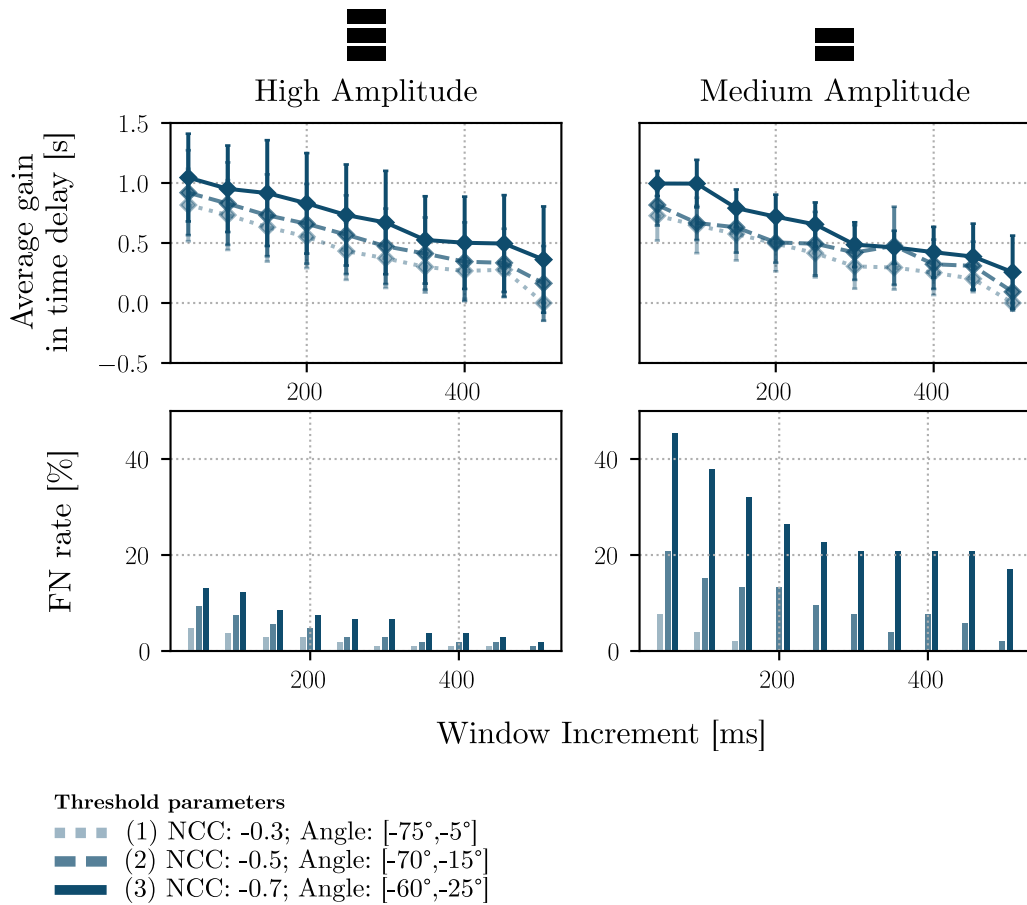 High Amplitude
Medium Amplitude
Average gain
in time delay [s]
1.5
1.0
0.5
0.0
−0.5
200
400
200
400
FN rate [%]
40
20
0
40
20
0
200
400
200
400
Window Increment [ms]
Threshold parameters
(1) NCC: -0.3; Angle: [-75°,-5°]
(2) NCC: -0.5; Angle: [-70°,-15°]
(3) NCC: -0.7; Angle: [-60°,-25°]